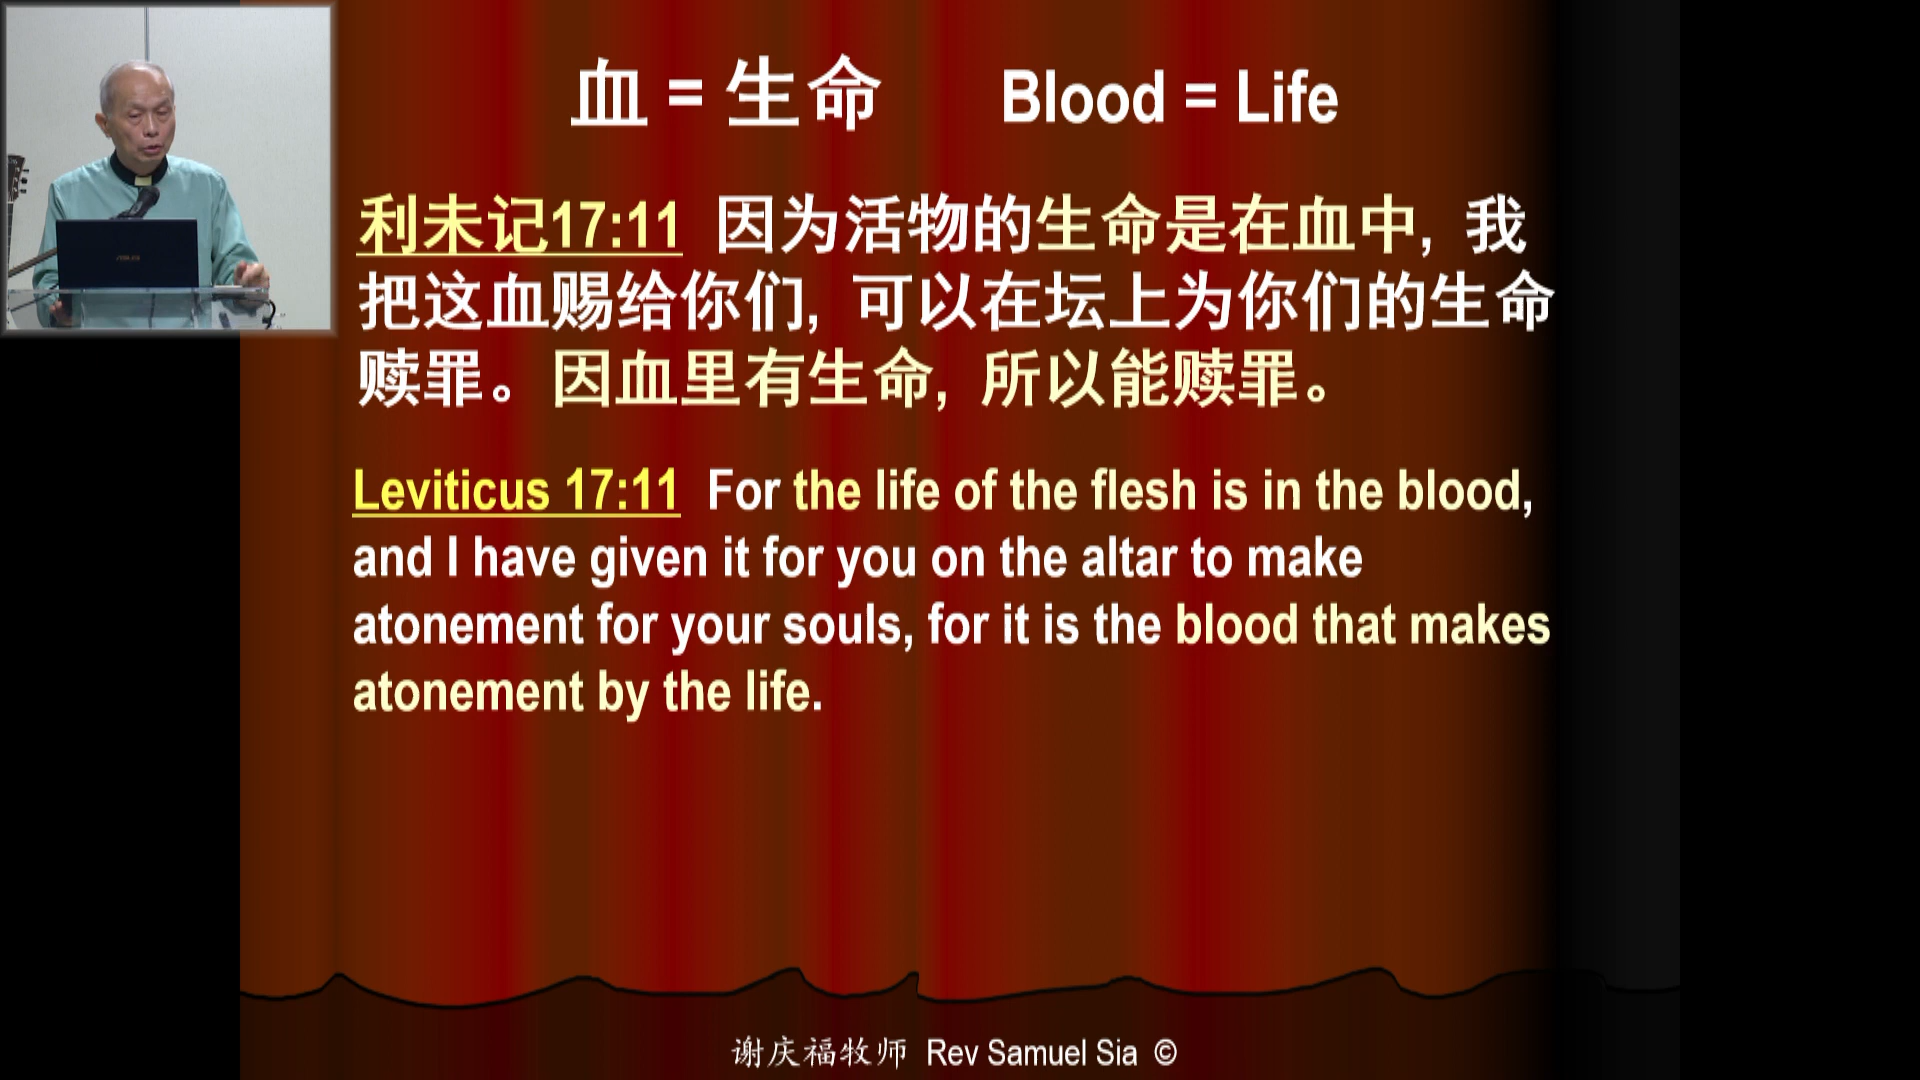 血 = 生命 Blood = Life
利未记17:11 因为活物的生命是在血中, 我
把这血赐给你们, 可以在坛上为你们的生命
赎罪。因血里有生命, 所以能赎罪。
Leviticus 17:11 For the life of the flesh is in the blood,
and I have given it for you on the altar to make
atonement for your souls, for it is the blood that makes
atonement by the life.
谢庆福牧师 Rev Samuel Sia ©